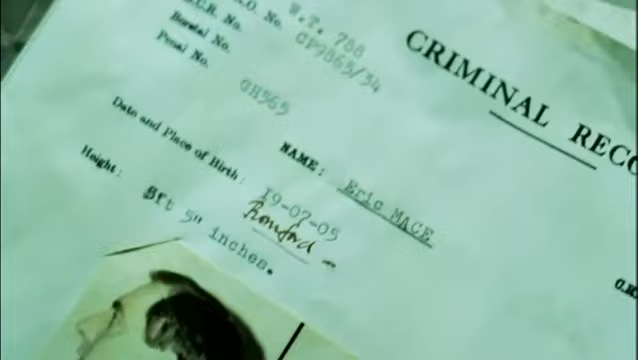 CRIMINAL RECO
C.R.O. No. W.T. 788
D.C.R. No. CP9865/34
Borstal No.
Penal No. GH565
NAME: Eric MACE
Date and Place of Birth: 19-07-05
Romford
Height: 5ft 5" inches.